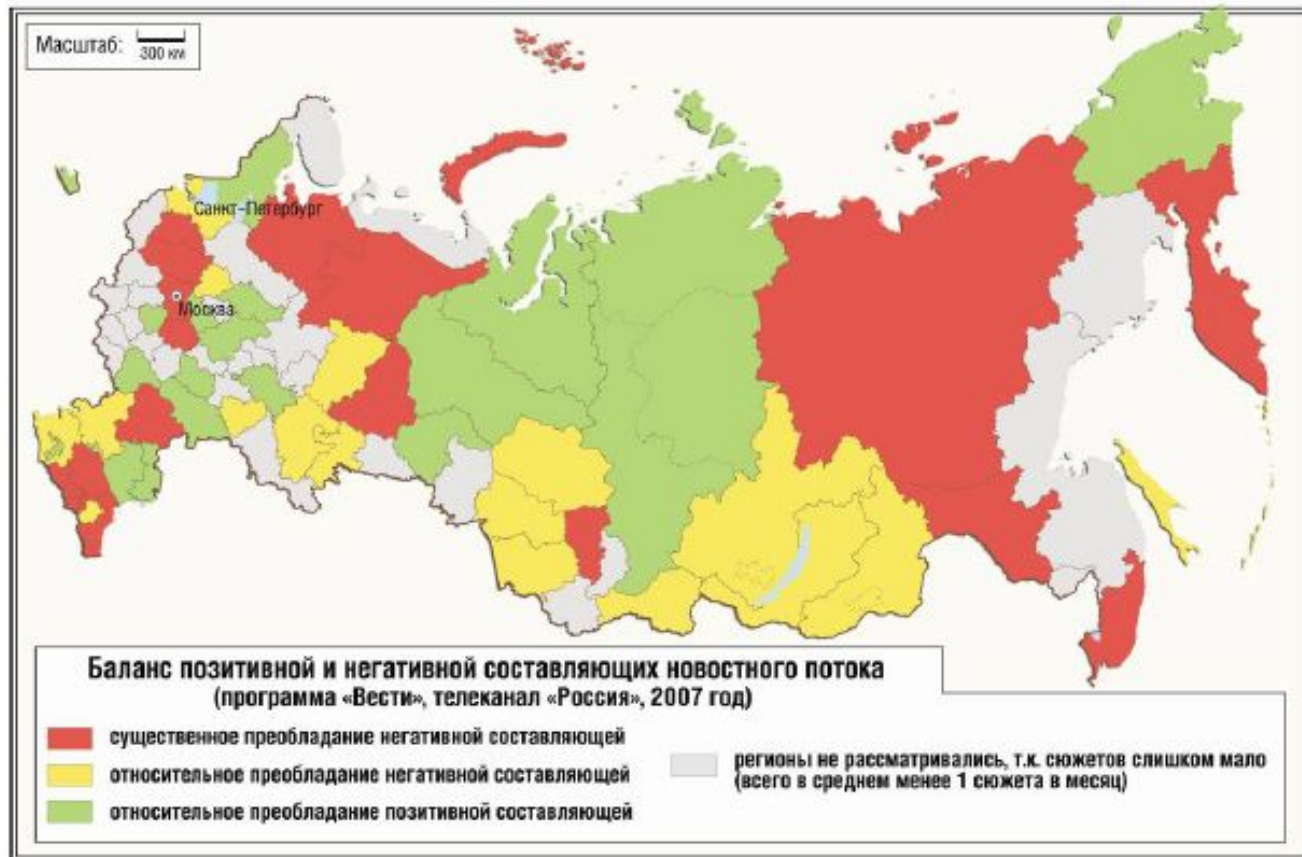 Масштаб:
300 км
Санкт-Петербург
Москва
Баланс позитивной и негативной составляющих новостного потока
(программа «Вести», телеканал «Россия», 2007 год)
существенное преобладание негативной составляющей
относительное преобладание негативной составляющей
относительное преобладание позитивной составляющей
регионы не рассматривались, т.к. сюжетов слишком мало
(всего в среднем менее 1 сюжета в месяц)